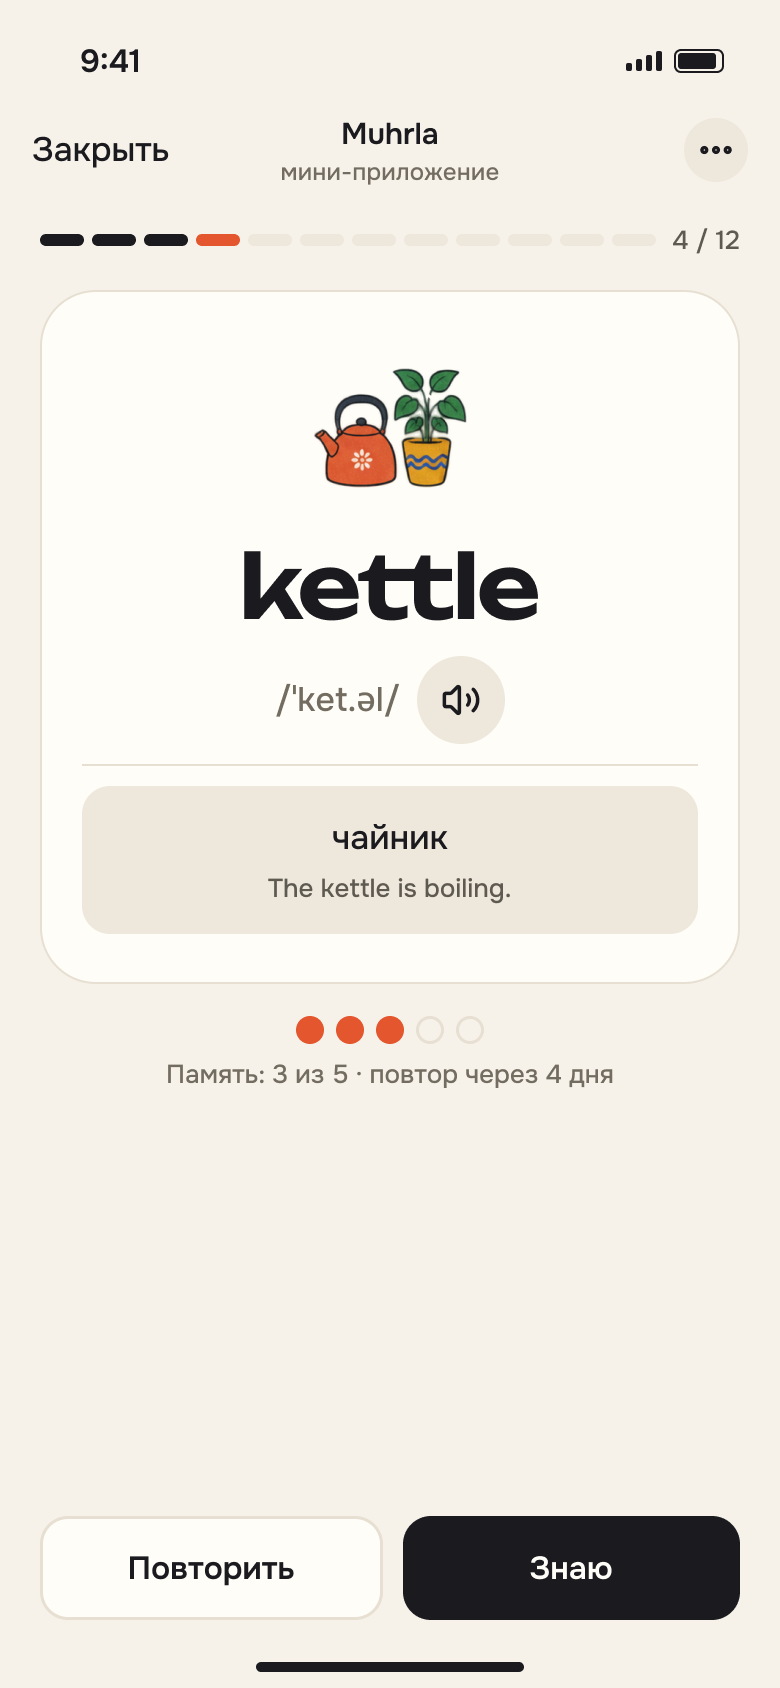 9:41
Закрыть
Muhrla
мини-приложение
4 / 12
kettle
/ˈket.əl/
чайник
The kettle is boiling.
Память: 3 из 5 · повтор через 4 дня
Повторить
Знаю